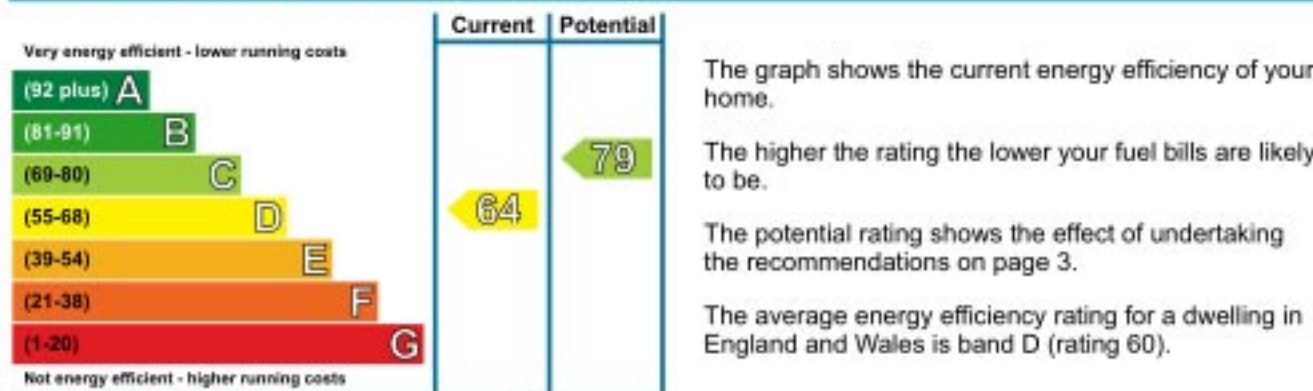 Current Potential
Very energy efficient - lower running costs
(92 plus) A
(81-91) B
(69-80) C
(55-68) D
(39-54) E
(21-38) F
(1-20) G
Not energy efficient - higher running costs
64
79
The graph shows the current energy efficiency of your
home.
The higher the rating the lower your fuel bills are likely
to be.
The potential rating shows the effect of undertaking
the recommendations on page 3.
The average energy efficiency rating for a dwelling in
England and Wales is band D (rating 60).